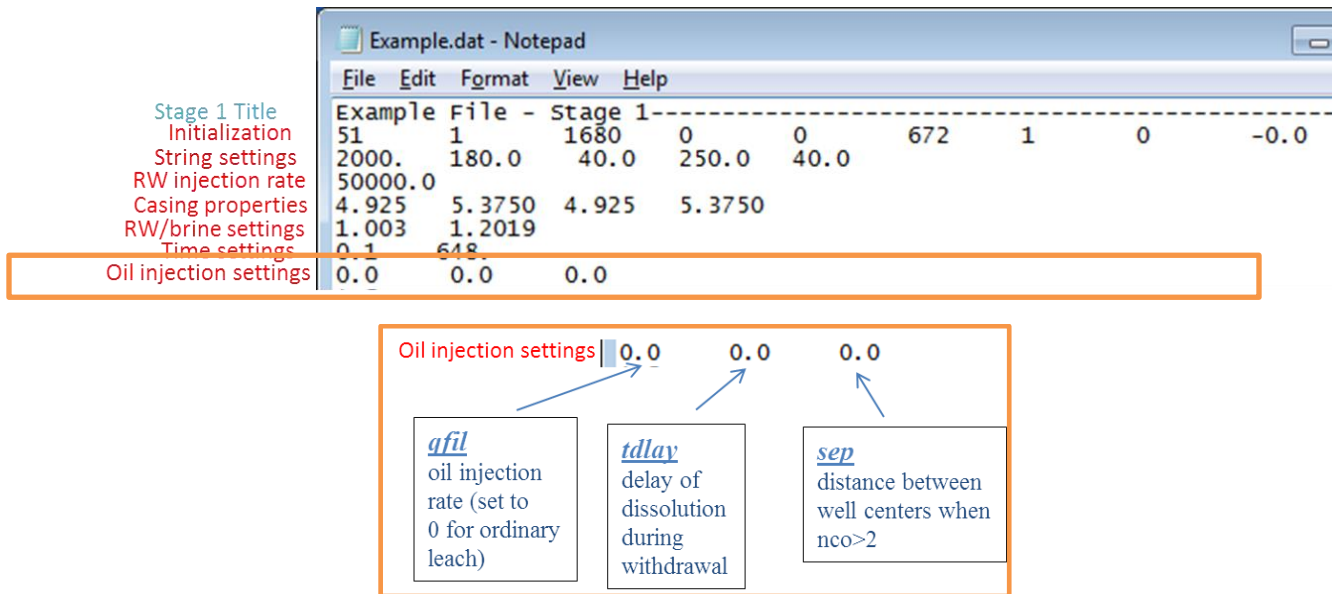 Example.dat - Notepad
File Edit Format View Help
Stage 1 Title Example File - Stage 1--------------------------------------------------------------
Initialization 51 1 1680 0 0 672 1 0 -0.0
String settings 2000. 180.0 40.0 250.0 40.0
RW injection rate 50000.0
Casing properties 4.925 5.3750 4.925 5.3750
RW/brine settings 1.003 1.2019
Time settings 0.1 648.
Oil injection settings 0.0 0.0 0.0
Oil injection settings 0.0 0.0 0.0
qfil
oil injection
rate (set to
0 for ordinary
leach)
tdlay
delay of
dissolution
during
withdrawal
sep
distance between
well centers when
nco>2